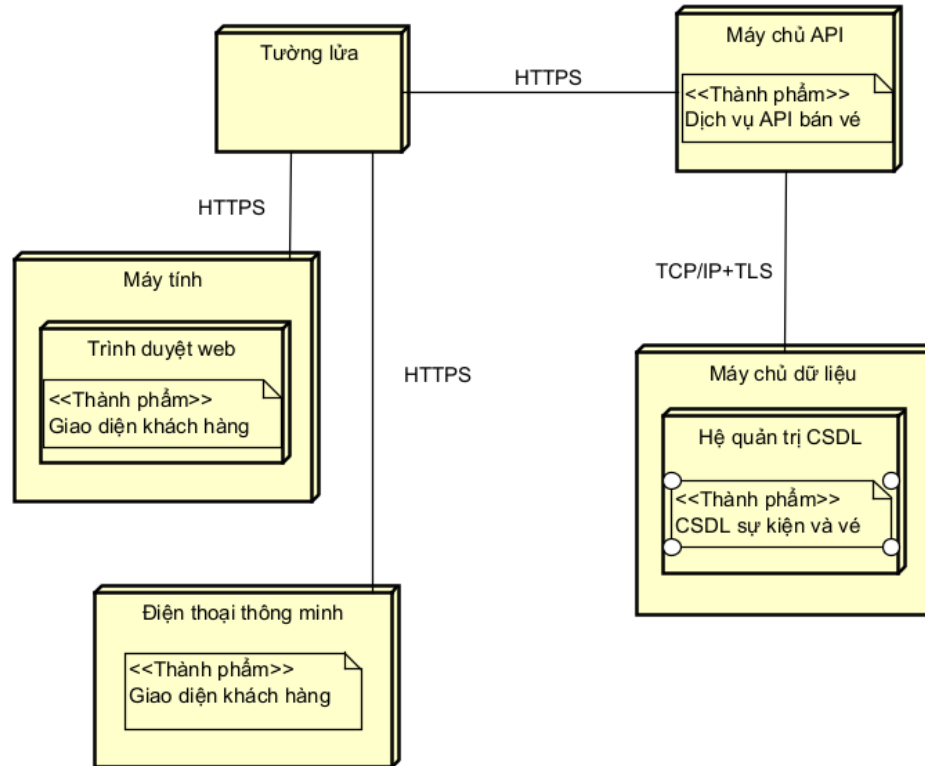 Tường lửa
Máy chủ API
<<Thành phẩm>>
Dịch vụ API bán vé
HTTPS
HTTPS
Máy tính
Trình duyệt web
<<Thành phẩm>>
Giao diện khách hàng
HTTPS
TCP/IP+TLS
Máy chủ dữ liệu
Hệ quản trị CSDL
<<Thành phẩm>>
CSDL sự kiện và vé
Điện thoại thông minh
<<Thành phẩm>>
Giao diện khách hàng